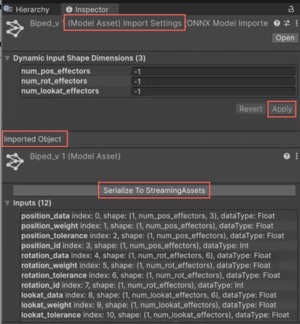 Hierarchy Inspector
Biped_v 1 (Model Asset) Import Settings ONNX Model Importe
Open
Dynamic Input Shape Dimensions (3)
num_pos_effectors -1
num_rot_effectors -1
num_lookat_effectors -1
Revert Apply
Imported Object
Biped_v 1 (Model Asset)
Serialize To StreamingAssets
Inputs (12)
position_data index: 0, shape: (1, num_pos_effectors, 3), dataType: Float
position_weight index: 1, shape: (1, num_pos_effectors), dataType: Float
position_tolerance index: 2, shape: (1, num_pos_effectors), dataType: Float
position_id index: 3, shape: (1, num_pos_effectors), dataType: Int
rotation_data index: 4, shape: (1, num_rot_effectors, 6), dataType: Float
rotation_weight index: 5, shape: (1, num_rot_effectors), dataType: Float
rotation_tolerance index: 6, shape: (1, num_rot_effectors), dataType: Float
rotation_id index: 7, shape: (1, num_rot_effectors), dataType: Int
lookat_data index: 8, shape: (1, num_lookat_effectors, 6), dataType: Float
lookat_weight index: 9, shape: (1, num_lookat_effectors), dataType: Float
lookat_tolerance index: 10, shape: (1, num_lookat_effectors), dataType: Float